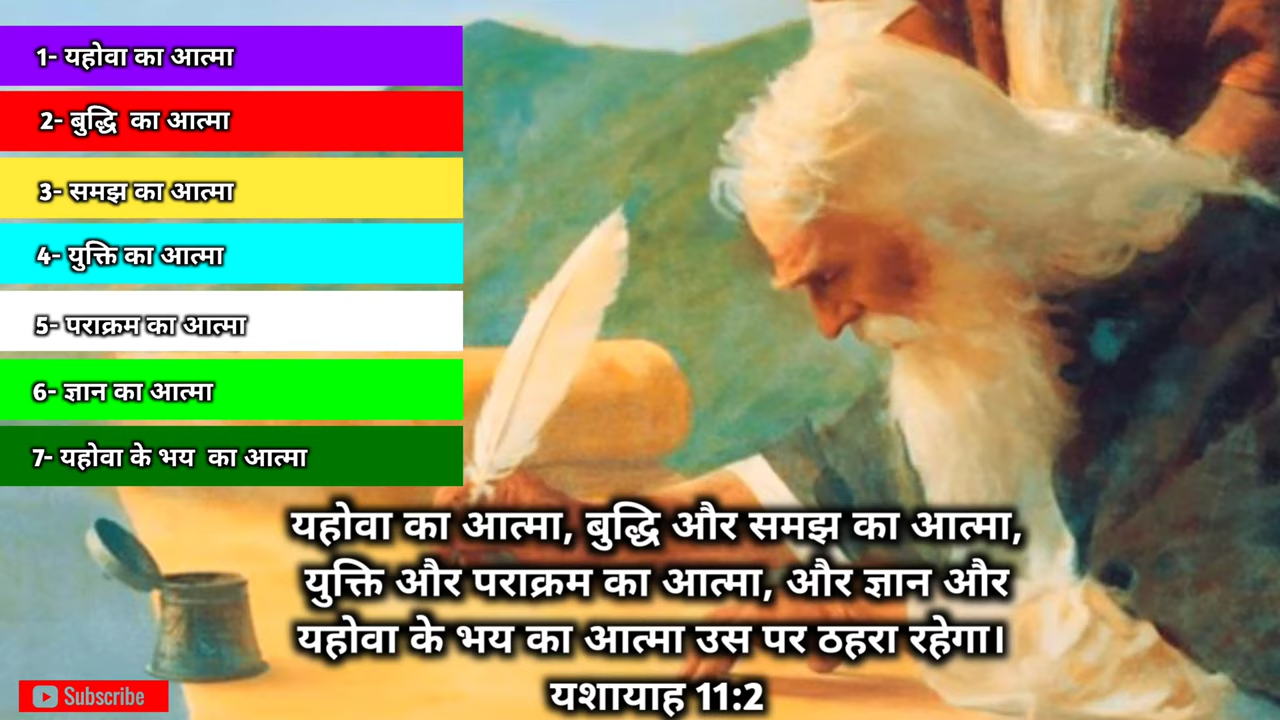 1- यहोवा का आत्मा
2- बुद्धि का आत्मा
3- समझ का आत्मा
4- युक्ति का आत्मा
5- पराक्रम का आत्मा
6- ज्ञान का आत्मा
7- यहोवा के भय का आत्मा
यहोवा का आत्मा, बुद्धि और समझ का आत्मा,
युक्ति और पराक्रम का आत्मा, और ज्ञान और
यहोवा के भय का आत्मा उस पर ठहरा रहेगा।
यशायाह 11:2
Subscribe